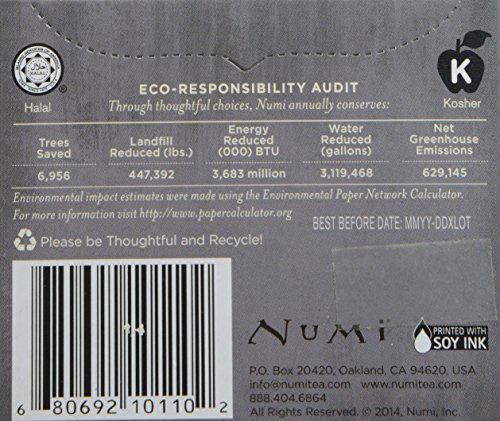 Halal
ECO-RESPONSIBILITY AUDIT
Through thoughtful choices, Numi annually conserves:
K
Kosher
Trees Saved
Landfill Reduced (lbs.)
Energy Reduced (000) BTU
Water Reduced (gallons)
Net Greenhouse Emissions
6,956
447,392
3,683 million
3,119,468
629,145
Environmental impact estimates were made using the Environmental Paper Network Calculator.
For more information visit http://www.papercalculator.org
BEST BEFORE DATE: MMYY-DDXLOT
Please be Thoughtful and Recycle!
NUMI
PRINTED WITH
SOY INK
P.O. Box 20420, Oakland, CA 94620, USA
info@numitea.com www.numitea.com
888.404.6864
All Rights Reserved. © 2014, Numi, Inc.
6 80692 10110 2